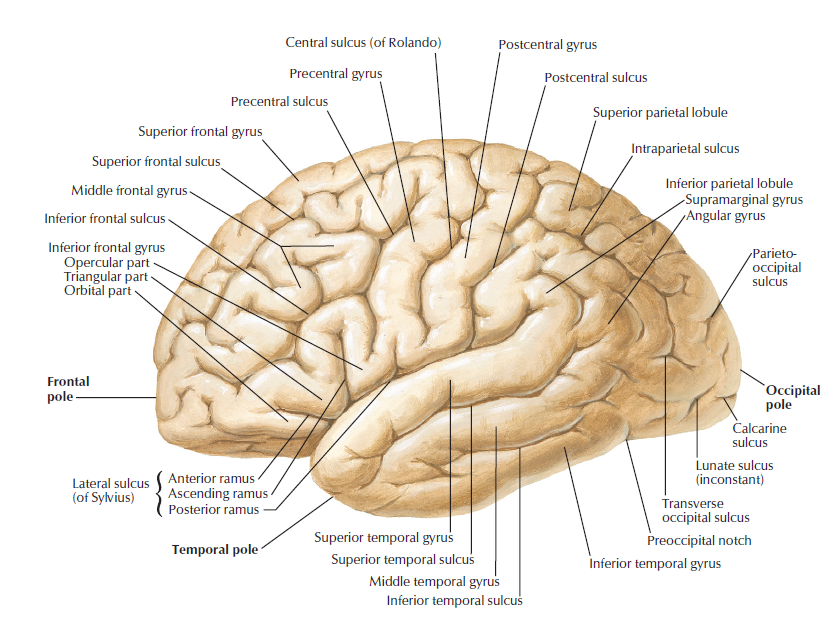 Central sulcus (of Rolando)
Postcentral gyrus
Precentral gyrus
Postcentral sulcus
Precentral sulcus
Superior parietal lobule
Superior frontal gyrus
Intraparietal sulcus
Superior frontal sulcus
Inferior parietal lobule
Middle frontal gyrus
Supramarginal gyrus
Angular gyrus
Inferior frontal sulcus
Inferior frontal gyrus
Opercular part
Triangular part
Orbital part
Parieto-
occipital
sulcus
Frontal
pole
Occipital
pole
Calcarine
sulcus
Lunate sulcus
(inconstant)
Lateral sulcus
(of Sylvius)
{
Anterior ramus
Ascending ramus
Posterior ramus
Transverse
occipital sulcus
Temporal pole
Superior temporal gyrus
Preoccipital notch
Superior temporal sulcus
Inferior temporal gyrus
Middle temporal gyrus
Inferior temporal sulcus